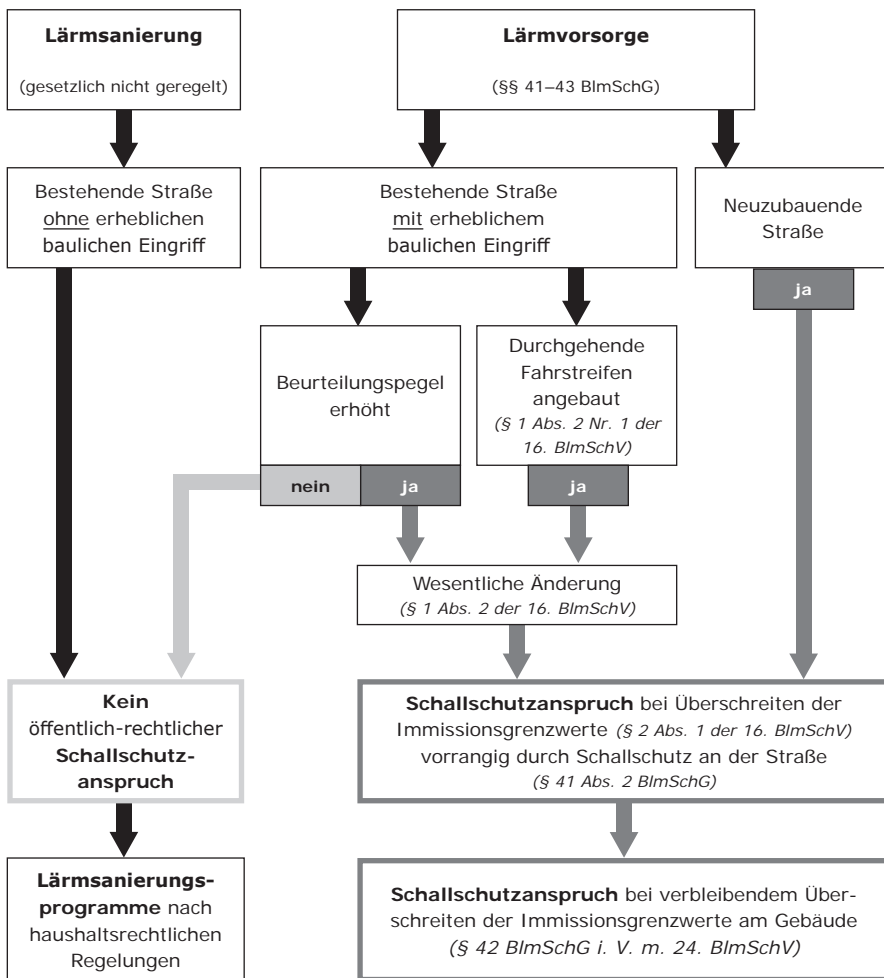 Lärmsanierung
(gesetzlich nicht geregelt)
Lärmvorsorge
(§§ 41–43 BImSchG)
Bestehende Straße
ohne erheblichen
baulichen Eingriff
Bestehende Straße
mit erheblichem
baulichen Eingriff
Neuzubauende
Straße
ja
Beurteilungspegel
erhöht
nein
ja
Durchgehende
Fahrstreifen
angebaut
(§ 1 Abs. 2 Nr. 1 der
16. BImSchV)
ja
Wesentliche Änderung
(§ 1 Abs. 2 der 16. BImSchV)
Kein
öffentlich-rechtlicher
Schallschutz-
anspruch
Schallschutzanspruch bei Überschreiten der
Immissionsgrenzwerte (§ 2 Abs. 1 der 16. BImSchV)
vorrangig durch Schallschutz an der Straße
(§ 41 Abs. 2 BImSchG)
Lärmsanierungs-
programme nach
haushaltsrechtlichen
Regelungen
Schallschutzanspruch bei verbleibendem Über-
schreiten der Immissionsgrenzwerte am Gebäude
(§ 42 BImSchG i. V. m. 24. BImSchV)